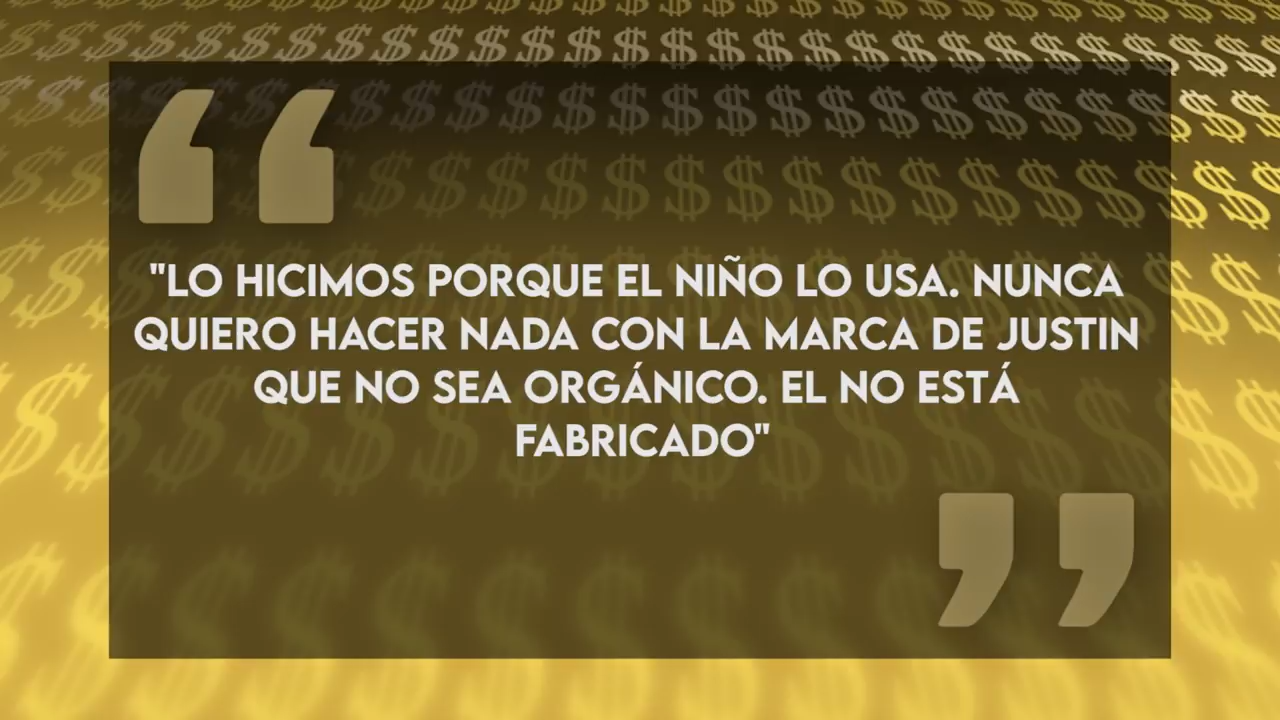 "LO HICIMOS PORQUE EL NIÑO LO USA. NUNCA
QUIERO HACER NADA CON LA MARCA DE JUSTIN
QUE NO SEA ORGÁNICO. EL NO ESTÁ
FABRICADO"